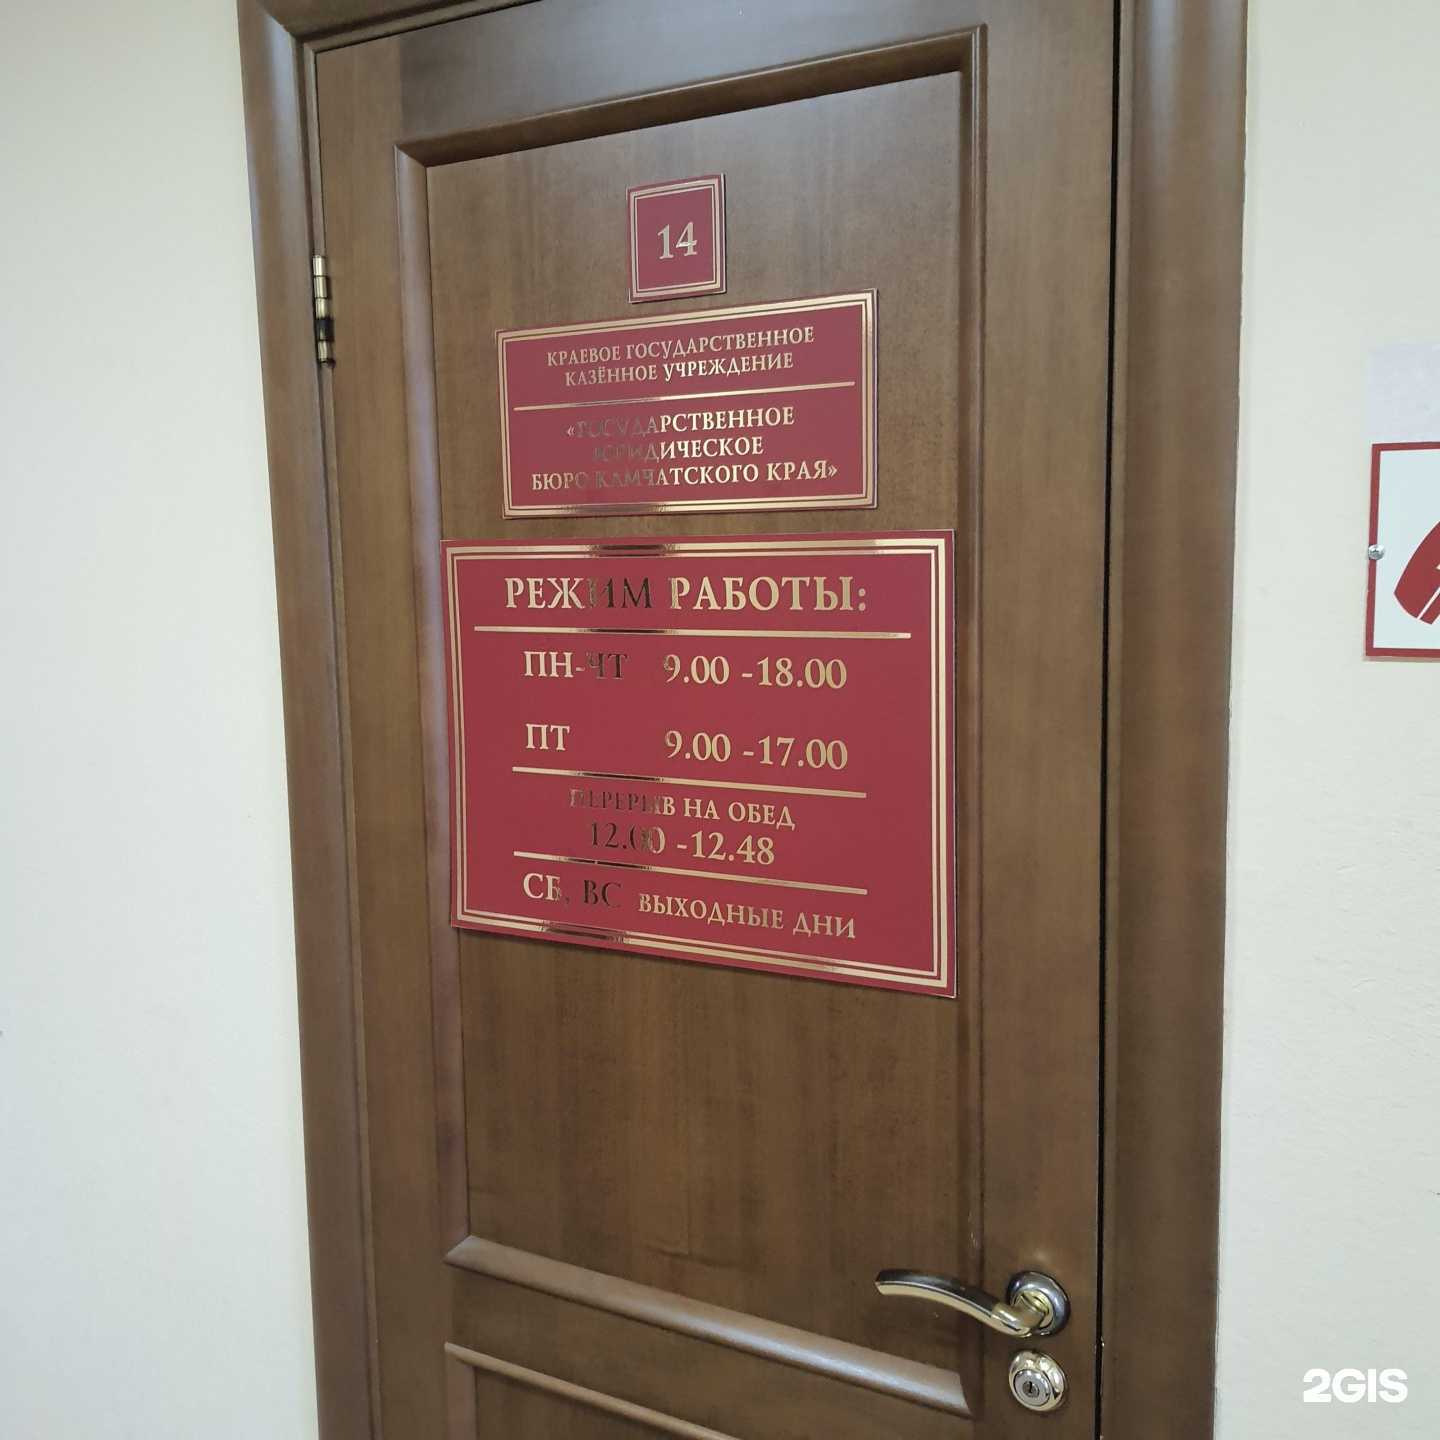 14
КРАЕВОЕ ГОСУДАРСТВЕННОЕ
КАЗЁННОЕ УЧРЕЖДЕНИЕ
«ГОСУДАРСТВЕННОЕ
ЮРИДИЧЕСКОЕ
БЮРО КАМЧАТСКОГО КРАЯ»
РЕЖИМ РАБОТЫ:
ПН-ЧТ 9.00 -18.00
ПТ 9.00 -17.00
ПЕРЕРЫВ НА ОБЕД
12.00 -12.48
СБ, ВС ВЫХОДНЫЕ ДНИ
2GIS